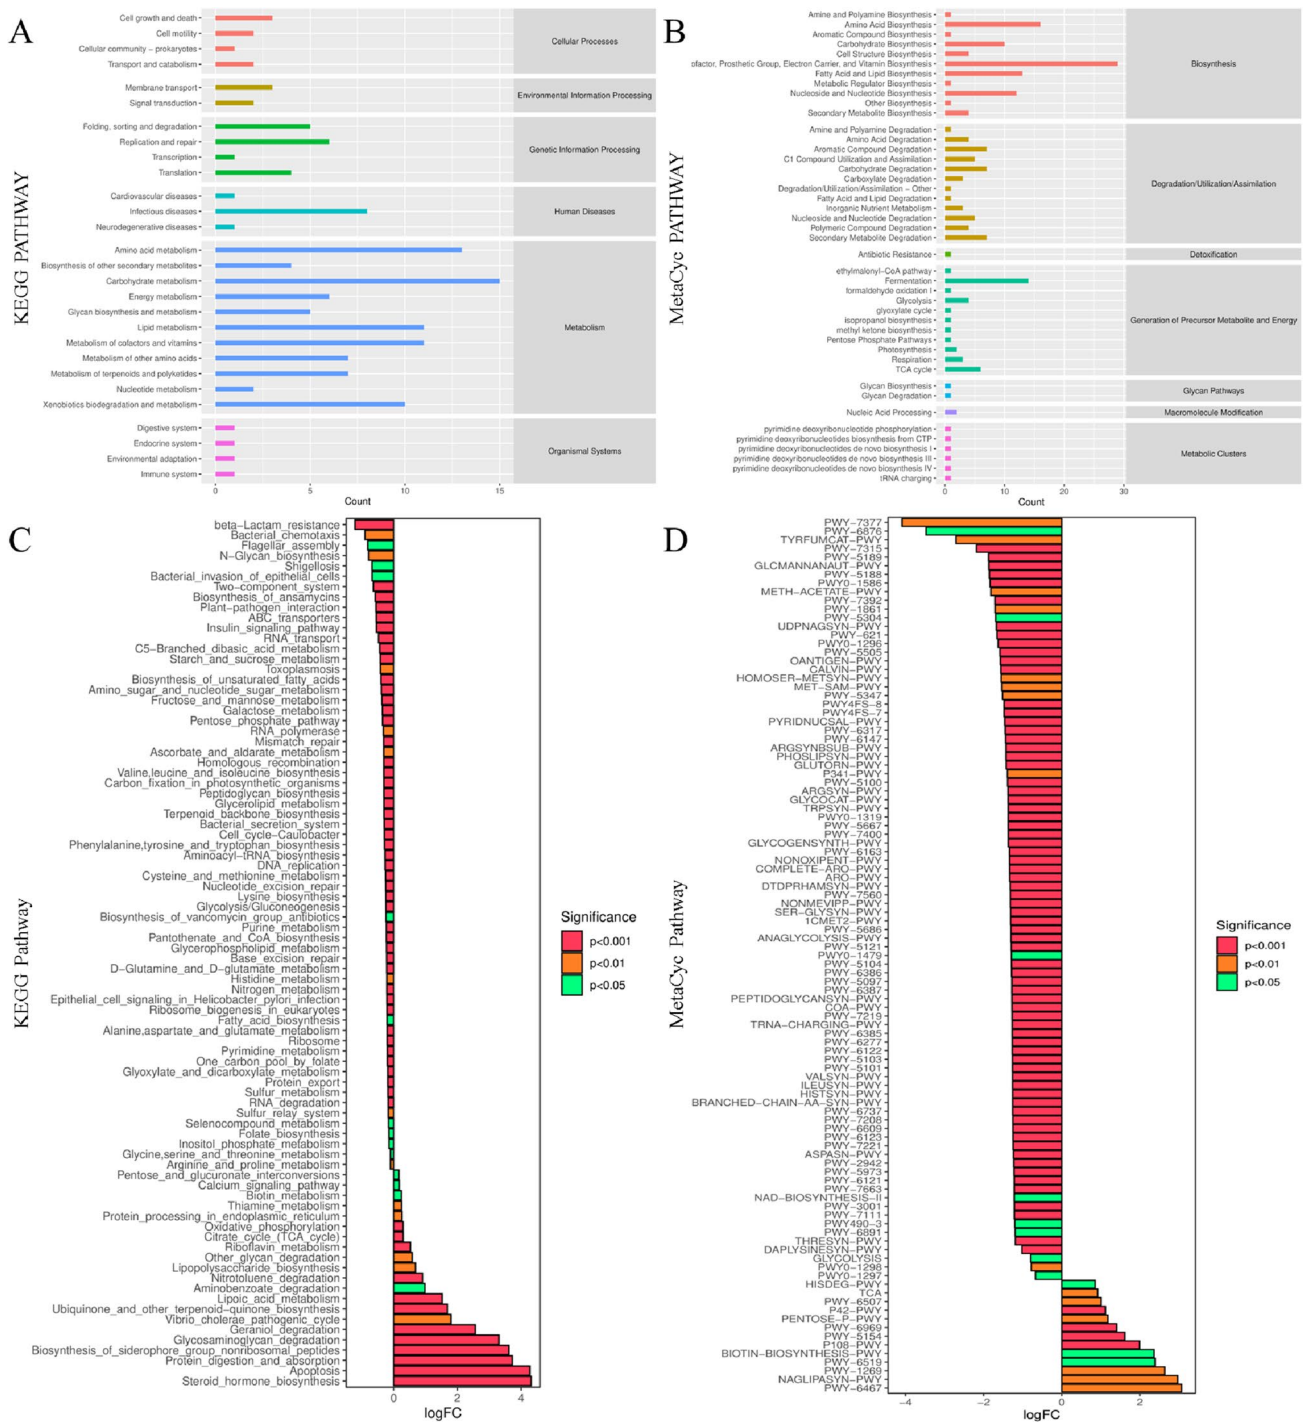 A
KEGG PATHWAY
Cell growth and death
Cell motility
Cellular community − prokaryotes
Transport and catabolism
Cellular Processes
Membrane transport
Signal transduction
Environmental Information Processing
Folding, sorting and degradation
Replication and repair
Transcription
Translation
Genetic Information Processing
Cardiovascular diseases
Infectious diseases
Neurodegenerative diseases
Human Diseases
Amino acid metabolism
Biosynthesis of other secondary metabolites
Carbohydrate metabolism
Energy metabolism
Glycan biosynthesis and metabolism
Lipid metabolism
Metabolism of cofactors and vitamins
Metabolism of other amino acids
Metabolism of terpenoids and polyketides
Nucleotide metabolism
Xenobiotics biodegradation and metabolism
Metabolism
Digestive system
Endocrine system
Environmental adaptation
Immune system
Organismal Systems
0 5 10 15
Count
B
MetaCyc PATHWAY
Amine and Polyamine Biosynthesis
Amino Acid Biosynthesis
Aromatic Compound Biosynthesis
Carbohydrate Biosynthesis
Cell Structure Biosynthesis
ofactor, Prosthetic Group, Electron Carrier, and Vitamin Biosynthesis
Fatty Acid and Lipid Biosynthesis
Metabolic Regulator Biosynthesis
Nucleoside and Nucleotide Biosynthesis
Other Biosynthesis
Secondary Metabolite Biosynthesis
Biosynthesis
Amine and Polyamine Degradation
Amino Acid Degradation
Aromatic Compound Degradation
C1 Compound Utilization and Assimilation
Carbohydrate Degradation
Carboxylate Degradation
Degradation/Utilization/Assimilation − Other
Fatty Acid and Lipid Degradation
Inorganic Nutrient Metabolism
Nucleoside and Nucleotide Degradation
Polymeric Compound Degradation
Secondary Metabolite Degradation
Degradation/Utilization/Assimilation
Antibiotic Resistance
Detoxification
ethylmalonyl−CoA pathway
Fermentation
formaldehyde oxidation I
Glycolysis
glyoxylate cycle
isopropanol biosynthesis
methyl ketone biosynthesis
Pentose Phosphate Pathways
Photosynthesis
Respiration
TCA cycle
Generation of Precursor Metabolite and Energy
Glycan Biosynthesis
Glycan Degradation
Glycan Pathways
Nucleic Acid Processing
Macromolecule Modification
pyrimidine deoxyribonucleotide phosphorylation
pyrimidine deoxyribonucleotides biosynthesis from CTP
pyrimidine deoxyribonucleotides de novo biosynthesis I
pyrimidine deoxyribonucleotides de novo biosynthesis III
pyrimidine deoxyribonucleotides de novo biosynthesis IV
tRNA charging
Metabolic Clusters
0 10 20 30
Count
C
KEGG Pathway
beta−Lactam_resistance
Bacterial_chemotaxis
Flagellar_assembly
N−Glycan_biosynthesis
Shigellosis
Bacterial_invasion_of_epithelial_cells
Two−component_system
Biosynthesis_of_ansamycins
Plant−pathogen_interaction
ABC_transporters
Insulin_signaling_pathway
RNA_transport
C5−Branched_dibasic_acid_metabolism
Starch_and_sucrose_metabolism
Toxoplasmosis
Biosynthesis_of_unsaturated_fatty_acids
Amino_sugar_and_nucleotide_sugar_metabolism
Fructose_and_mannose_metabolism
Galactose_metabolism
Pentose_phosphate_pathway
RNA_polymerase
Mismatch_repair
Ascorbate_and_aldarate_metabolism
Homologous_recombination
Valine,leucine_and_isoleucine_biosynthesis
Carbon_fixation_in_photosynthetic_organisms
Peptidoglycan_biosynthesis
Glycerolipid_metabolism
Terpenoid_backbone_biosynthesis
Bacterial_secretion_system
Cell_cycle−Caulobacter
Phenylalanine,tyrosine_and_tryptophan_biosynthesis
Aminoacyl−tRNA_biosynthesis
DNA_replication
Cysteine_and_methionine_metabolism
Nucleotide_excision_repair
Lysine_biosynthesis
Glycolysis/Gluconeogenesis
Biosynthesis_of_vancomycin_group_antibiotics
Purine_metabolism
Pantothenate_and_CoA_biosynthesis
Glycerophospholipid_metabolism
Base_excision_repair
D−Glutamine_and_D−glutamate_metabolism
Histidine_metabolism
Nitrogen_metabolism
Epithelial_cell_signaling_in_Helicobacter_pylori_infection
Ribosome_biogenesis_in_eukaryotes
Fatty_acid_biosynthesis
Alanine,aspartate_and_glutamate_metabolism
Ribosome
Pyrimidine_metabolism
One_carbon_pool_by_folate
Glyoxylate_and_dicarboxylate_metabolism
Protein_export
Sulfur_metabolism
RNA_degradation
Sulfur_relay_system
Selenocompound_metabolism
Folate_biosynthesis
Inositol_phosphate_metabolism
Glycine,serine_and_threonine_metabolism
Arginine_and_proline_metabolism
Pentose_and_glucuronate_interconversions
Calcium_signaling_pathway
Biotin_metabolism
Thiamine_metabolism
Protein_processing_in_endoplasmic_reticulum
Oxidative_phosphorylation
Citrate_cycle_(TCA_cycle)
Riboflavin_metabolism
Other_glycan_degradation
Lipopolysaccharide_biosynthesis
Nitrotoluene_degradation
Aminobenzoate_degradation
Lipoic_acid_metabolism
Ubiquinone_and_other_terpenoid−quinone_biosynthesis
Vibrio_cholerae_pathogenic_cycle
Geraniol_degradation
Glycosaminoglycan_degradation
Biosynthesis_of_siderophore_group_nonribosomal_peptides
Protein_digestion_and_absorption
Apoptosis
Steroid_hormone_biosynthesis
0 2 4
logFC
Significance
p<0.001
p<0.01
p<0.05
D
MetaCyc Pathway
PWY−7377
PWY−6876
TYRFUMCAT−PWY
PWY−7315
PWY−5189
GLCMANNANAUT−PWY
PWY−5188
PWY0−1586
METH−ACETATE−PWY
PWY−7392
PWY−1861
PWY−5304
UDPNAGSYN−PWY
PWY−621
PWY0−1296
PWY−5505
OANTIGEN−PWY
CALVIN−PWY
HOMOSER−METSYN−PWY
MET−SAM−PWY
PWY−5347
PWY4FS−8
PWY4FS−7
PYRIDNUCSAL−PWY
PWY−6317
PWY−6147
ARGSYNBSUB−PWY
PHOSLIPSYN−PWY
GLUTORN−PWY
P341−PWY
PWY−5100
ARGSYN−PWY
GLYCOCAT−PWY
TRPSYN−PWY
PWY0−1319
PWY−5667
PWY−7400
GLYCOGENSYNTH−PWY
PWY−6163
NONOXIPENT−PWY
COMPLETE−ARO−PWY
ARO−PWY
DTDPRHAMSYN−PWY
PWY−7560
NONMEVIPP−PWY
SER−GLYSYN−PWY
1CMET2−PWY
PWY−5686
ANAGLYCOLYSIS−PWY
PWY−5121
PWY0−1479
PWY−5104
PWY−6386
PWY−5097
PWY−6387
PEPTIDOGLYCANSYN−PWY
COA−PWY
PWY−7219
TRNA−CHARGING−PWY
PWY−6385
PWY−6277
PWY−6122
PWY−5103
PWY−5101
VALSYN−PWY
ILEUSYN−PWY
HISTSYN−PWY
BRANCHED−CHAIN−AA−SYN−PWY
PWY−6737
PWY−7208
PWY−6609
PWY−6123
PWY−7221
ASPASN−PWY
PWY−2942
PWY−5973
PWY−6121
PWY−7663
NAD−BIOSYNTHESIS−II
PWY−3001
PWY−7111
PWY490−3
PWY−6891
THRESYN−PWY
DAPLYSINESYN−PWY
GLYCOLYSIS
PWY0−1298
PWY0−1297
HISDEG−PWY
TCA
PWY−6507
P42−PWY
PENTOSE−P−PWY
PWY−6969
PWY−5154
P108−PWY
BIOTIN−BIOSYNTHESIS−PWY
PWY−6519
PWY−1269
NAGLIPASYN−PWY
PWY−6467
−4 −2 0 2
logFC
Significance
p<0.001
p<0.01
p<0.05